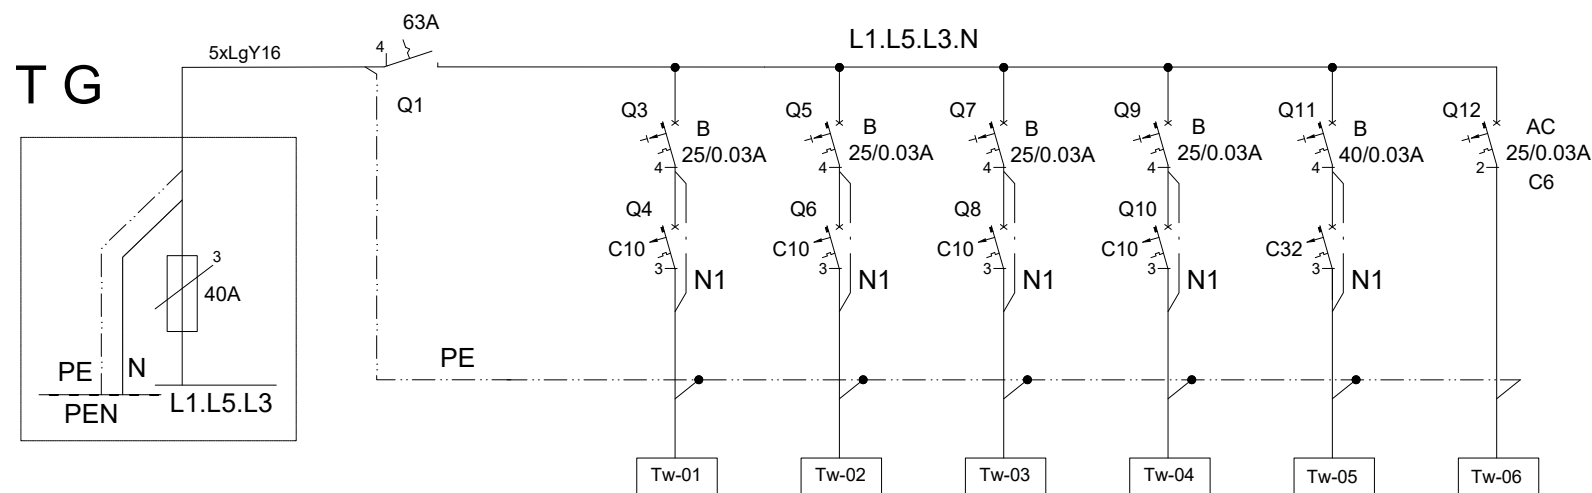 63A
L1.L5.L3.N
4
5xLgY16
T G
Q1
Q3
Q5
Q7
Q9
Q11
Q12
B
B
B
B
B
AC
25/0.03A
25/0.03A
25/0.03A
25/0.03A
40/0.03A
25/0.03A
4
4
4
4
4
2
C6
Q4
Q6
Q8
Q10
C10
C10
C10
C10
C32
3
3
3
3
3
N1
N1
N1
N1
N1
3
40A
PE
PE
N
PEN
L1.L5.L3
Tw-01
Tw-02
Tw-03
Tw-04
Tw-05
Tw-06